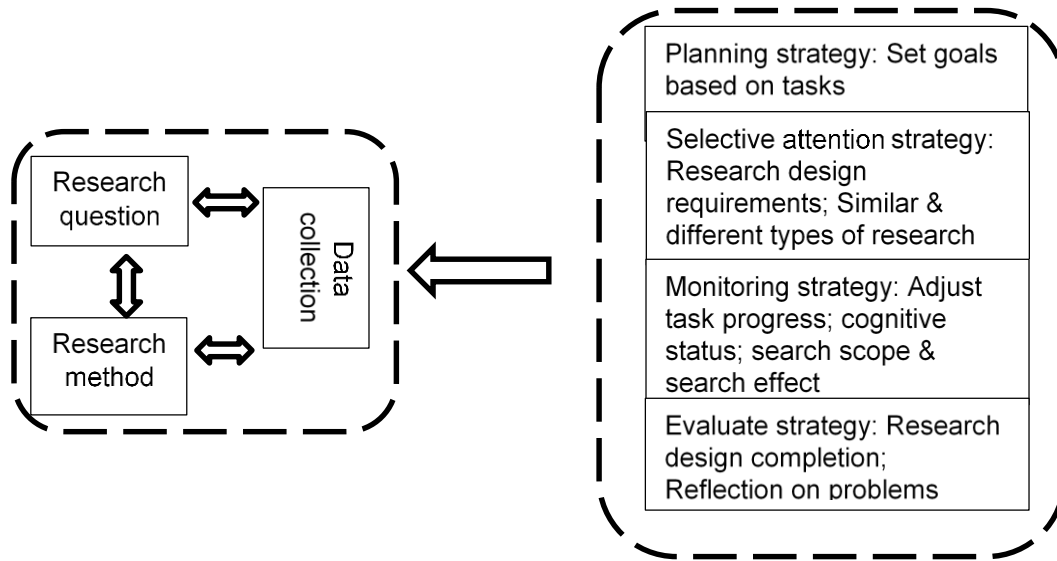 Research
question
Research
method
Data
collection
Planning strategy: Set goals
based on tasks
Selective attention strategy:
Research design
requirements; Similar &
different types of research
Monitoring strategy: Adjust
task progress; cognitive
status; search scope &
search effect
Evaluate strategy: Research
design completion;
Reflection on problems